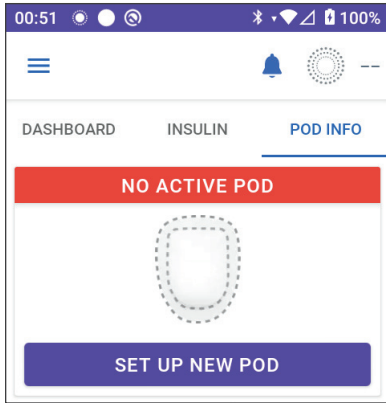 00:51 100%
--
DASHBOARD INSULIN POD INFO
NO ACTIVE POD
SET UP NEW POD